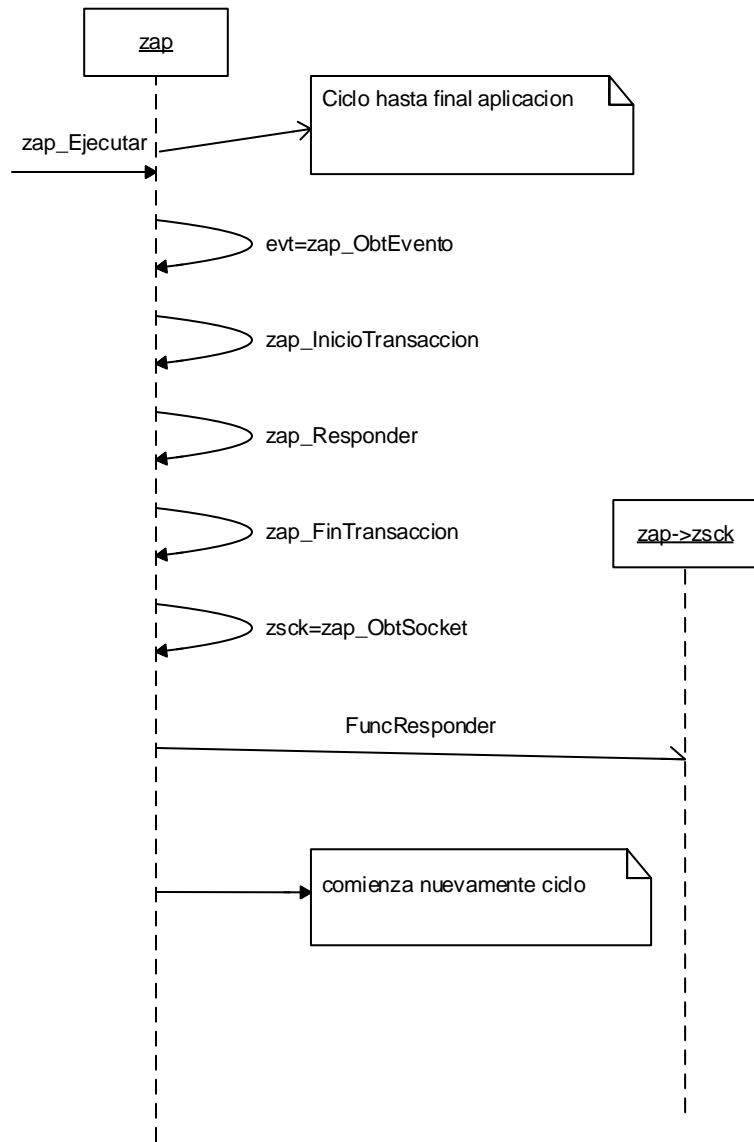 zap
Ciclo hasta final aplicacion
zap_Ejecutar
evt=zap_ObtEvento
zap_InicioTransaccion
zap_Responder
zap_FinTransaccion
zap->zsck
zsck=zap_ObtSocket
FuncResponder
comienza nuevamente ciclo